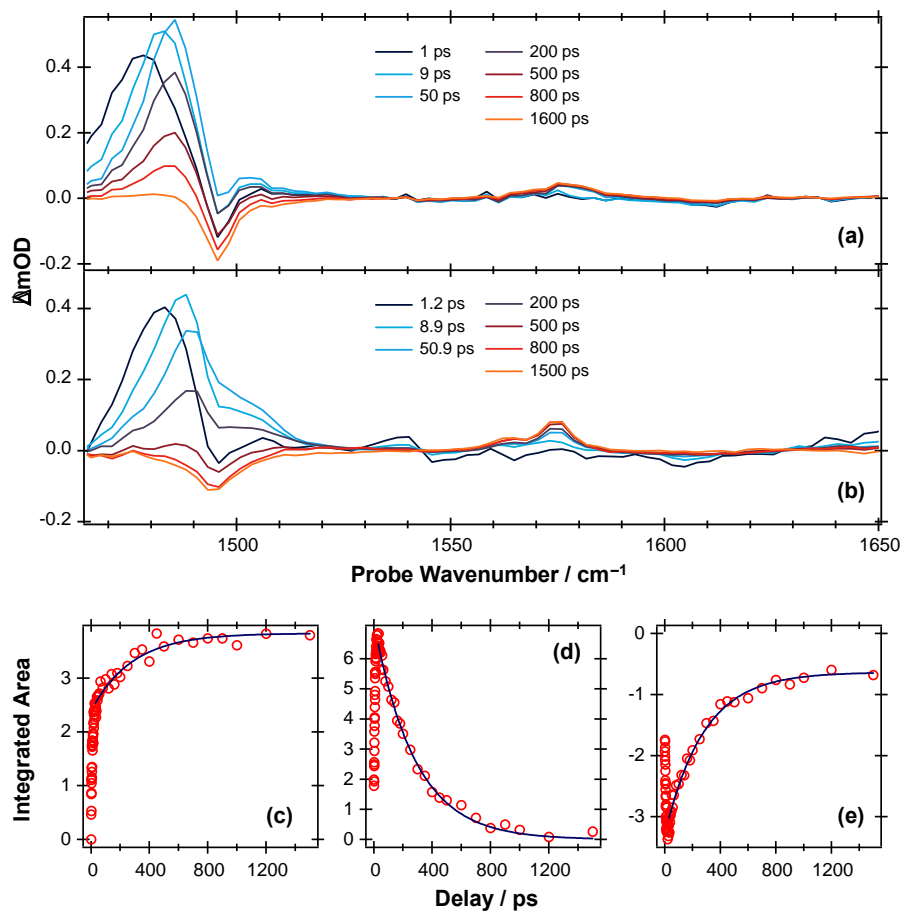 0.4
0.2
0.0
-0.2
1 ps
9 ps
50 ps
200 ps
500 ps
800 ps
1600 ps
(a)
ΔmOD
0.4
0.2
0.0
-0.2
1.2 ps
8.9 ps
50.9 ps
200 ps
500 ps
800 ps
1500 ps
(b)
1500
1550
1600
1650
Probe Wavenumber / cm⁻¹
Integrated Area
3
2
1
0
(c)
0
400
800
1200
6
5
4
3
2
1
0
(d)
0
400
800
1200
-0
-1
-2
-3
(e)
0
400
800
1200
Delay / ps